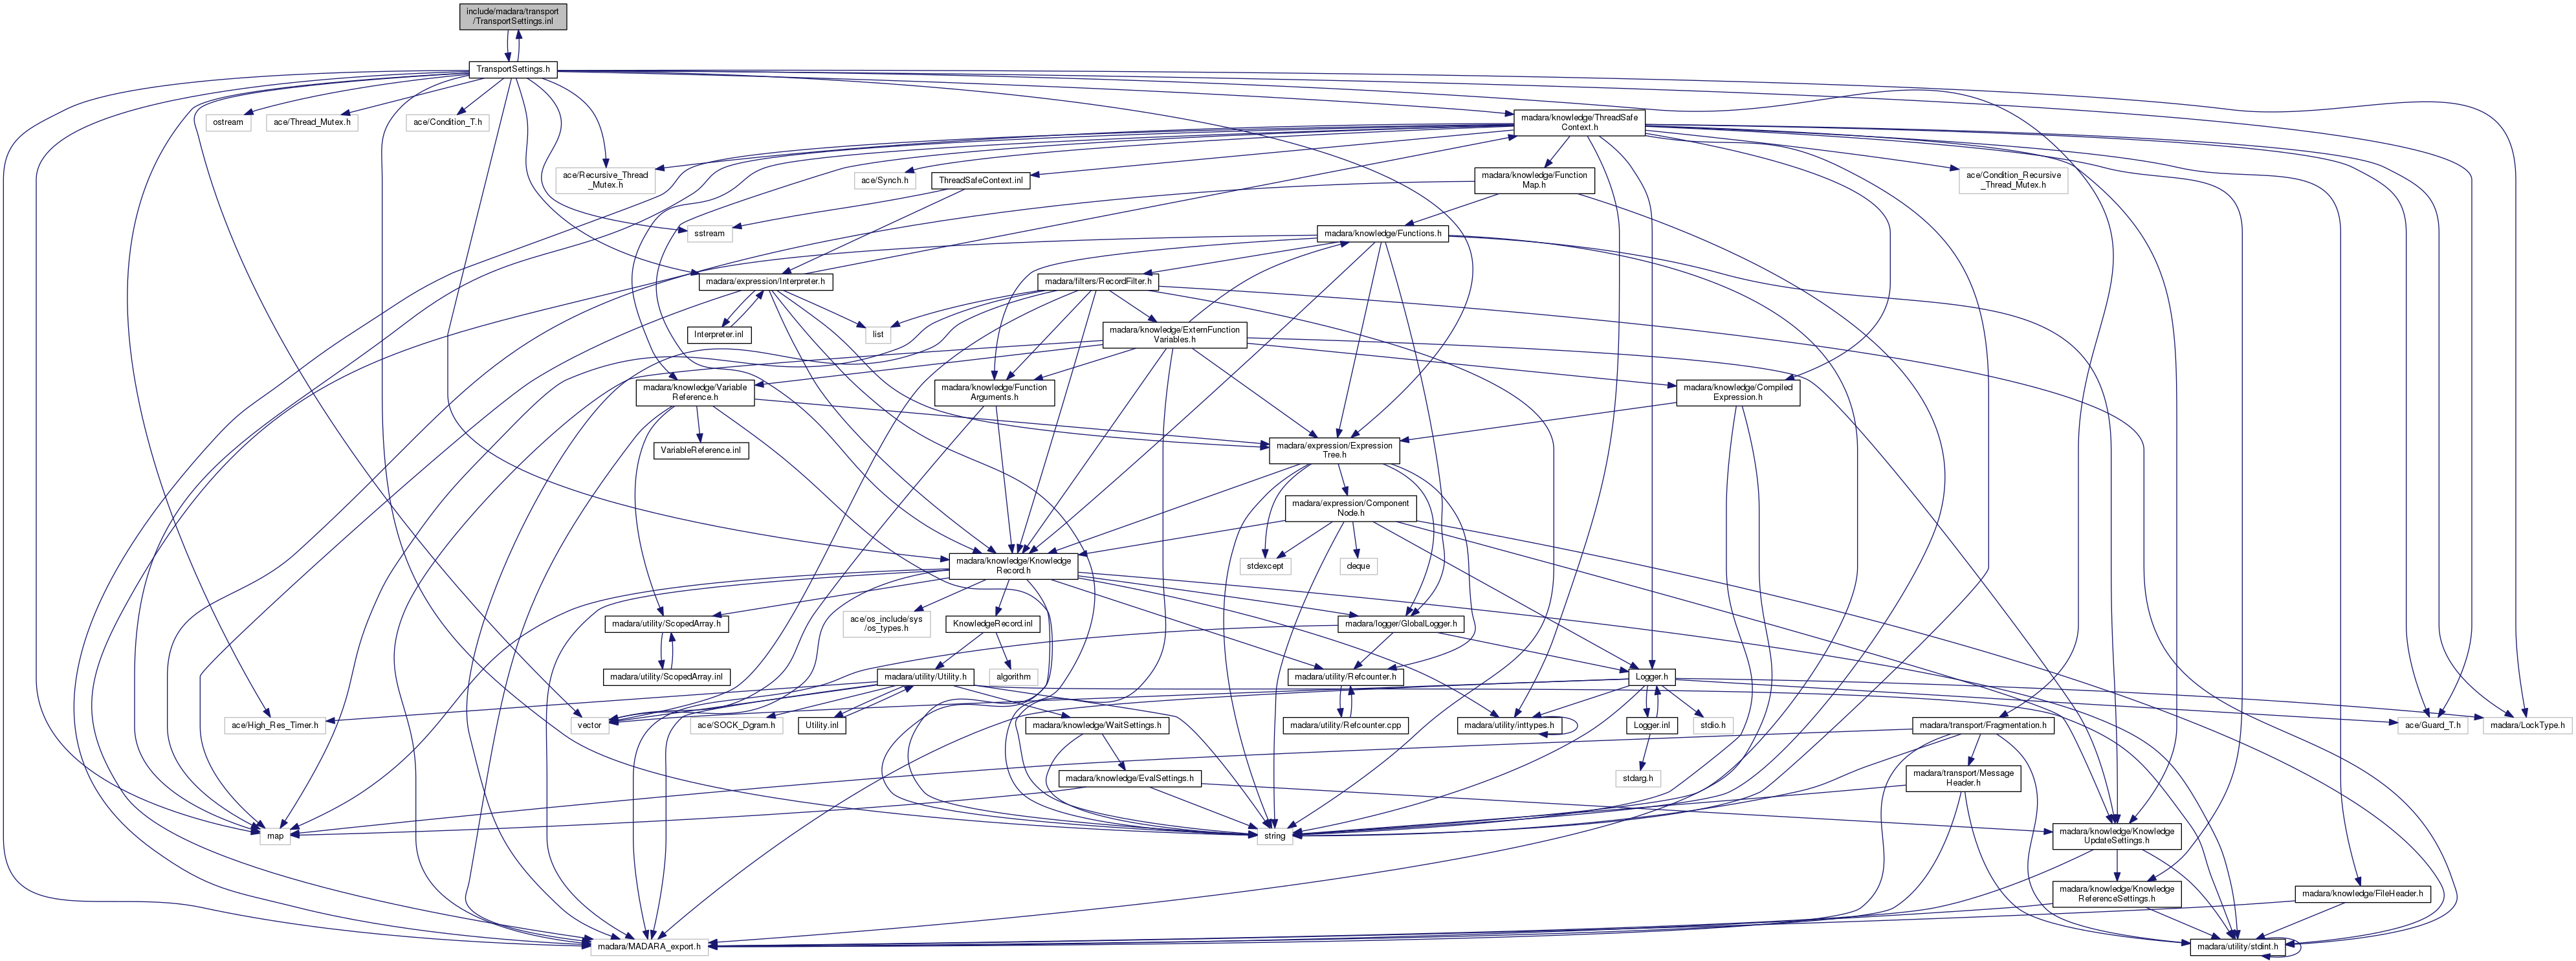 include/madara/transport
/TransportSettings.inl
TransportSettings.h
ostream
ace/Thread_Mutex.h
ace/Condition_T.h
madara/knowledge/ThreadSafe
Context.h
ace/Recursive_Thread
_Mutex.h
ace/Synch.h
ThreadSafeContext.inl
madara/knowledge/Function
Map.h
ace/Condition_Recursive
_Thread_Mutex.h
sstream
madara/knowledge/Functions.h
madara/expression/Interpreter.h
madara/filters/RecordFilter.h
Interpreter.inl
list
madara/knowledge/ExternFunction
Variables.h
madara/knowledge/Variable
Reference.h
madara/knowledge/Function
Arguments.h
madara/knowledge/Compiled
Expression.h
VariableReference.inl
madara/expression/Expression
Tree.h
madara/expression/Component
Node.h
madara/knowledge/Knowledge
Record.h
stdexcept
deque
madara/utility/ScopedArray.h
ace/os_include/sys
/os_types.h
KnowledgeRecord.inl
madara/logger/GlobalLogger.h
madara/utility/ScopedArray.inl
madara/utility/Utility.h
algorithm
madara/utility/Refcounter.h
Logger.h
ace/High_Res_Timer.h
vector
ace/SOCK_Dgram.h
Utility.inl
madara/knowledge/WaitSettings.h
madara/utility/Refcounter.cpp
madara/utility/inttypes.h
Logger.inl
stdio.h
madara/transport/Fragmentation.h
ace/Guard_T.h
madara/LockType.h
madara/knowledge/EvalSettings.h
stdarg.h
madara/transport/Message
Header.h
map
string
madara/knowledge/Knowledge
UpdateSettings.h
madara/knowledge/Knowledge
ReferenceSettings.h
madara/knowledge/FileHeader.h
madara/MADARA_export.h
madara/utility/stdint.h